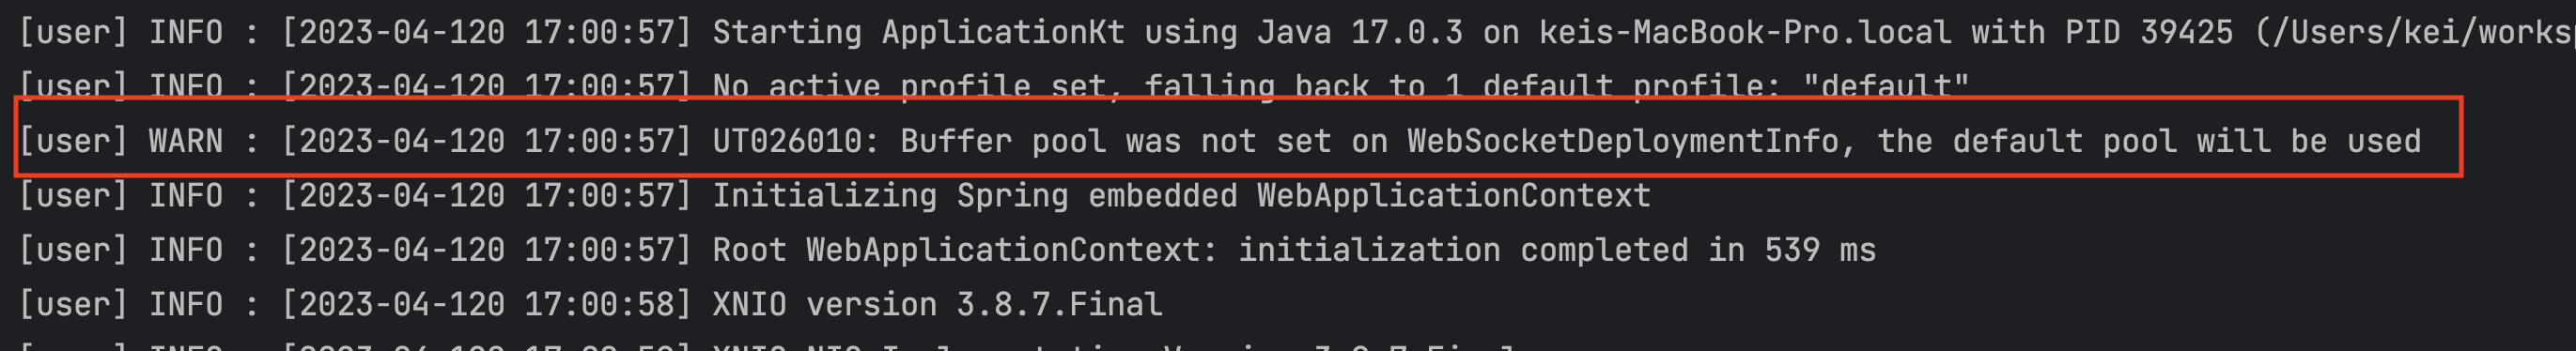 [user] INFO : [2023-04-120 17:00:57] Starting ApplicationKt using Java 17.0.3 on keis-MacBook-Pro.local with PID 39425 (/Users/kei/works
[user] INFO : [2023-04-120 17:00:57] No active profile set, falling back to 1 default profile: "default"
[user] WARN : [2023-04-120 17:00:57] UT026010: Buffer pool was not set on WebSocketDeploymentInfo, the default pool will be used
[user] INFO : [2023-04-120 17:00:57] Initializing Spring embedded WebApplicationContext
[user] INFO : [2023-04-120 17:00:57] Root WebApplicationContext: initialization completed in 539 ms
[user] INFO : [2023-04-120 17:00:58] XNIO version 3.8.7.Final